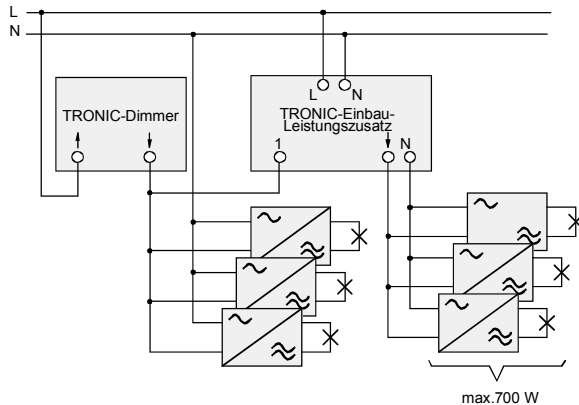 L
N
TRONIC-Dimmer
L N
TRONIC-Einbau-
Leistungszusatz
1
N
max.700 W